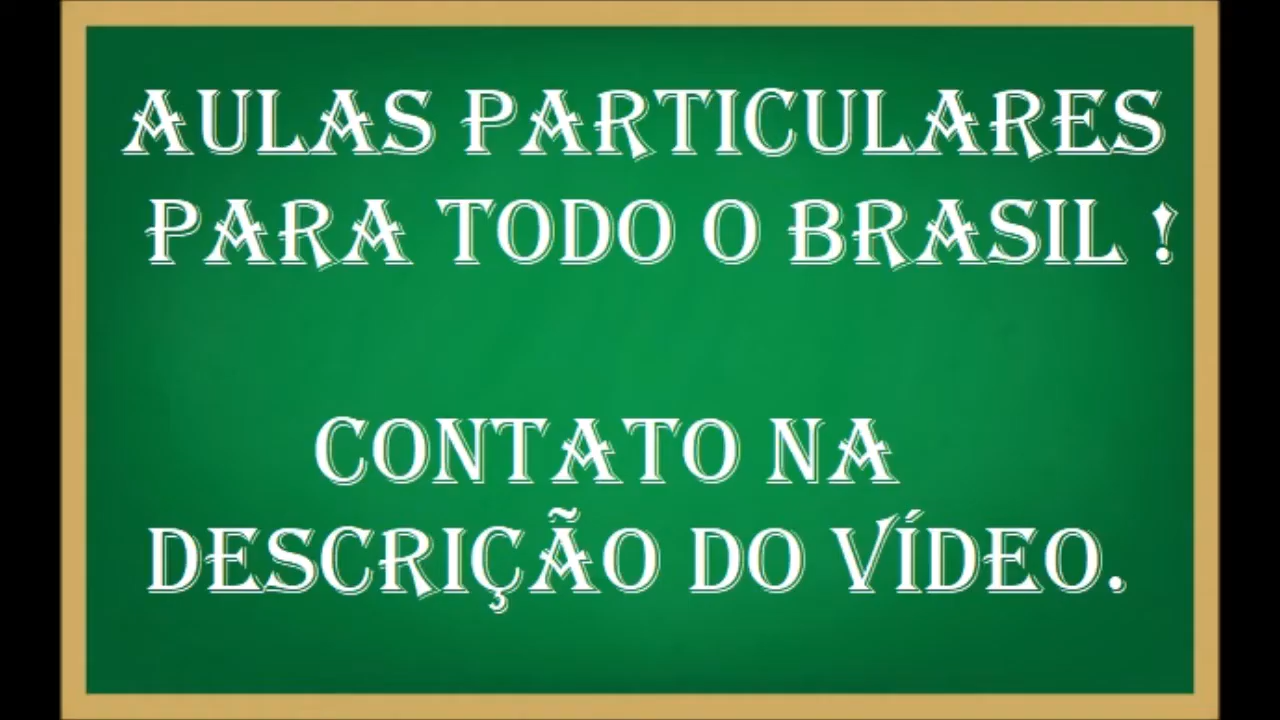 AULAS PARTICULARES
PARA TODO O BRASIL !
CONTATO NA
DESCRIÇÃO DO VÍDEO.